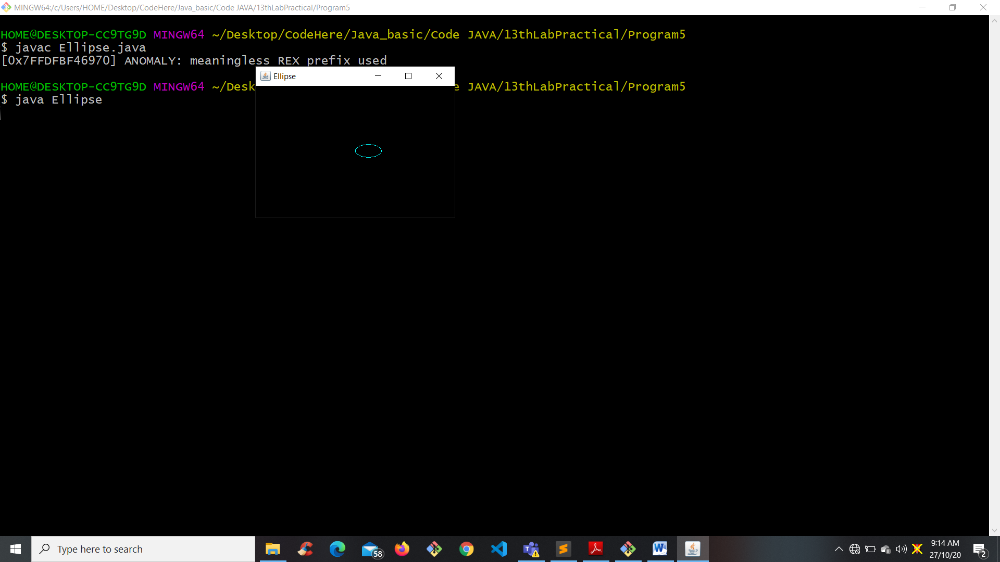 MINGW64:/c/Users/HOME/Desktop/CodeHere/Java_basic/Code JAVA/13thLabPractical/Program5
HOME@DESKTOP-CC9TG9D MINGW64 ~/Desktop/CodeHere/Java_basic/Code JAVA/13thLabPractical/Program5
$ javac Ellipse.java
[0x7FFDFBF46970] ANOMALY: meaningless REX prefix used
Ellipse
HOME@DESKTOP-CC9TG9D MINGW64 ~/Desk e JAVA/13thLabPractical/Program5
$ java Ellipse
Type here to search
58
9:14 AM
27/10/20
2